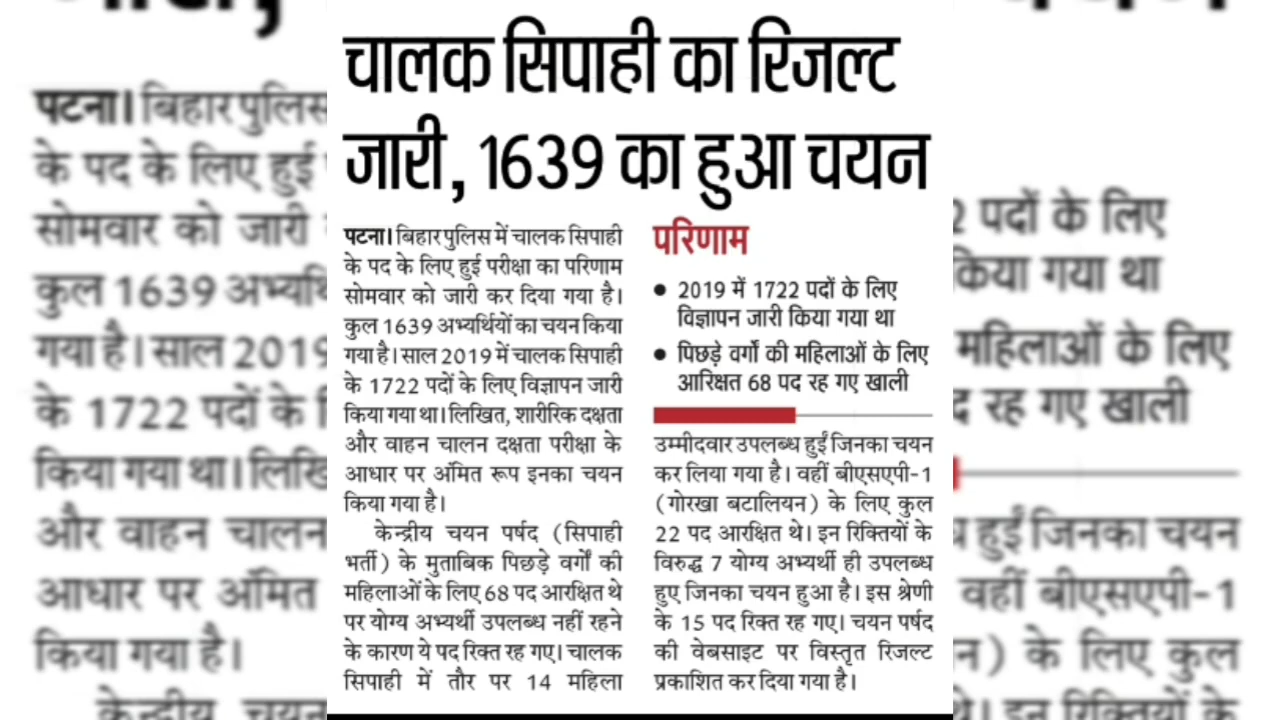 चालक सिपाही का रिजल्ट
जारी, 1639 का हुआ चयन
पटना। बिहार पुलिस में चालक सिपाही
के पद के लिए हुई परीक्षा का परिणाम
सोमवार को जारी कर दिया गया है।
कुल 1639 अभ्यर्थियों का चयन किया
गया है। साल 2019 में चालक सिपाही
के 1722 पदों के लिए विज्ञापन जारी
किया गया था। लिखित, शारीरिक दक्षता
और वाहन चालन दक्षता परीक्षा के
आधार पर अंमित रूप इनका चयन
किया गया है।
केन्द्रीय चयन पर्षद (सिपाही
भर्ती) के मुताबिक पिछड़े वर्गों की
महिलाओं के लिए 68 पद आरक्षित थे
पर योग्य अभ्यर्थी उपलब्ध नहीं रहने
के कारण ये पद रिक्त रह गए। चालक
सिपाही में तौर पर 14 महिला
परिणाम
● 2019 में 1722 पदों के लिए
विज्ञापन जारी किया गया था
● पिछड़े वर्गों की महिलाओं के लिए
आरिक्षत 68 पद रह गए खाली
उम्मीदवार उपलब्ध हुईं जिनका चयन
कर लिया गया है। वहीं बीएसएपी-1
(गोरखा बटालियन) के लिए कुल
22 पद आरक्षित थे। इन रिक्तियों के
विरुद्ध 7 योग्य अभ्यर्थी ही उपलब्ध
हुए जिनका चयन हुआ है। इस श्रेणी
के 15 पद रिक्त रह गए। चयन पर्षद
की वेबसाइट पर विस्तृत रिजल्ट
प्रकाशित कर दिया गया है।